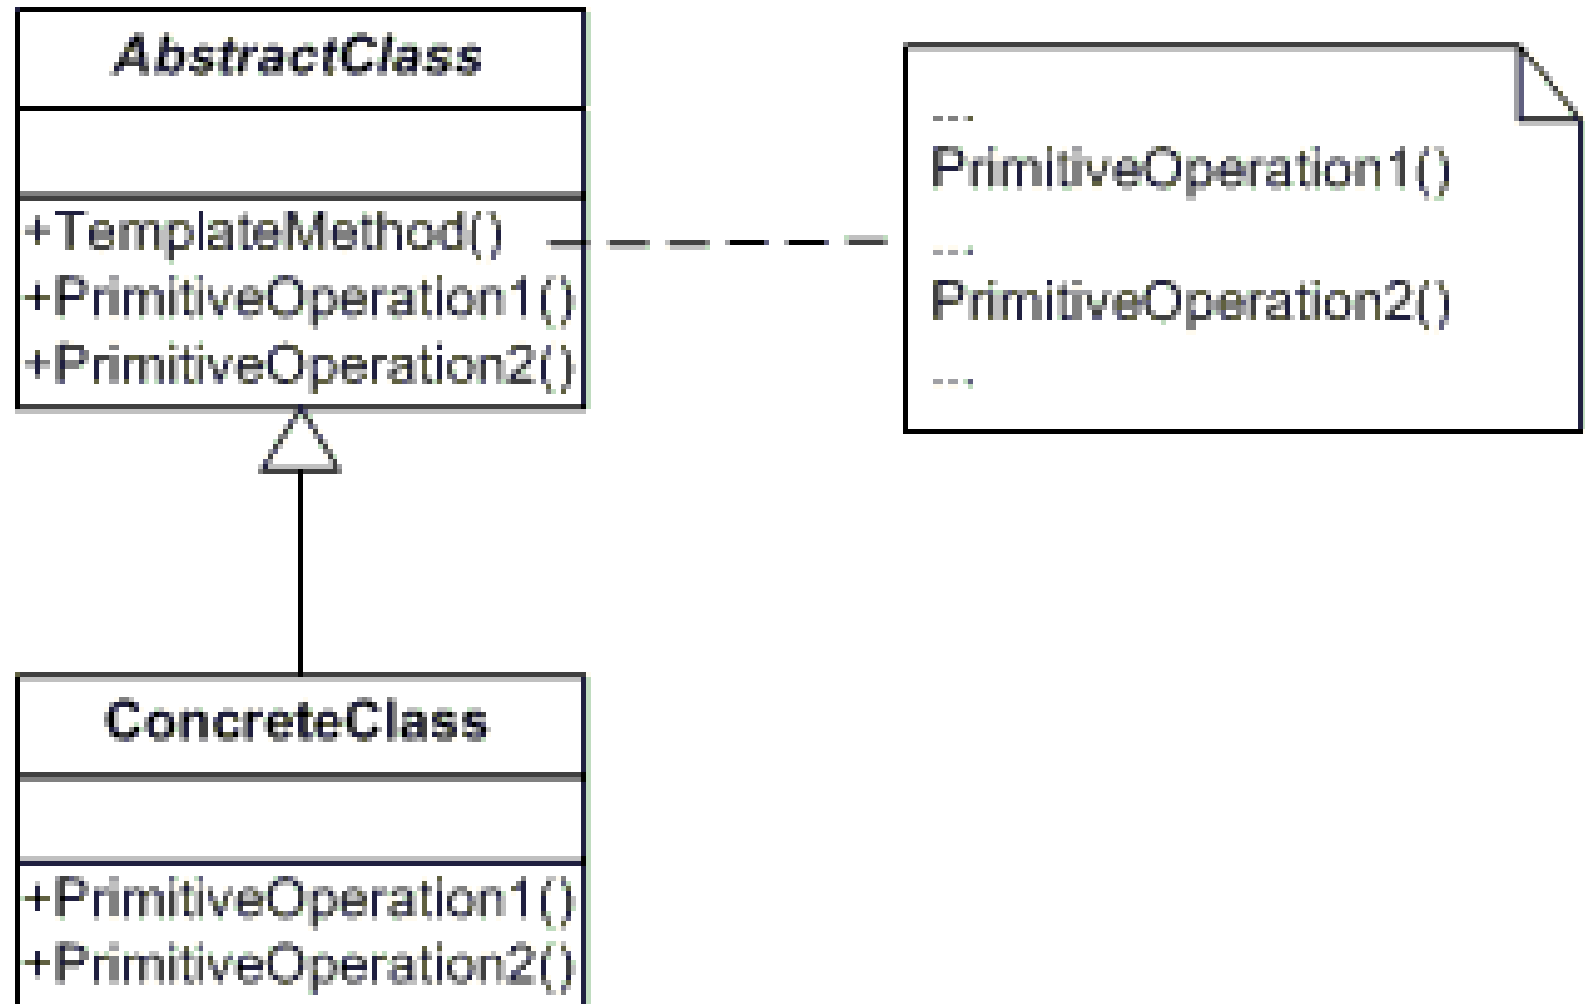 AbstractClass
+TemplateMethod()
+PrimitiveOperation1()
+PrimitiveOperation2()
...
PrimitiveOperation1()
...
PrimitiveOperation2()
...
ConcreteClass
+PrimitiveOperation1()
+PrimitiveOperation2()